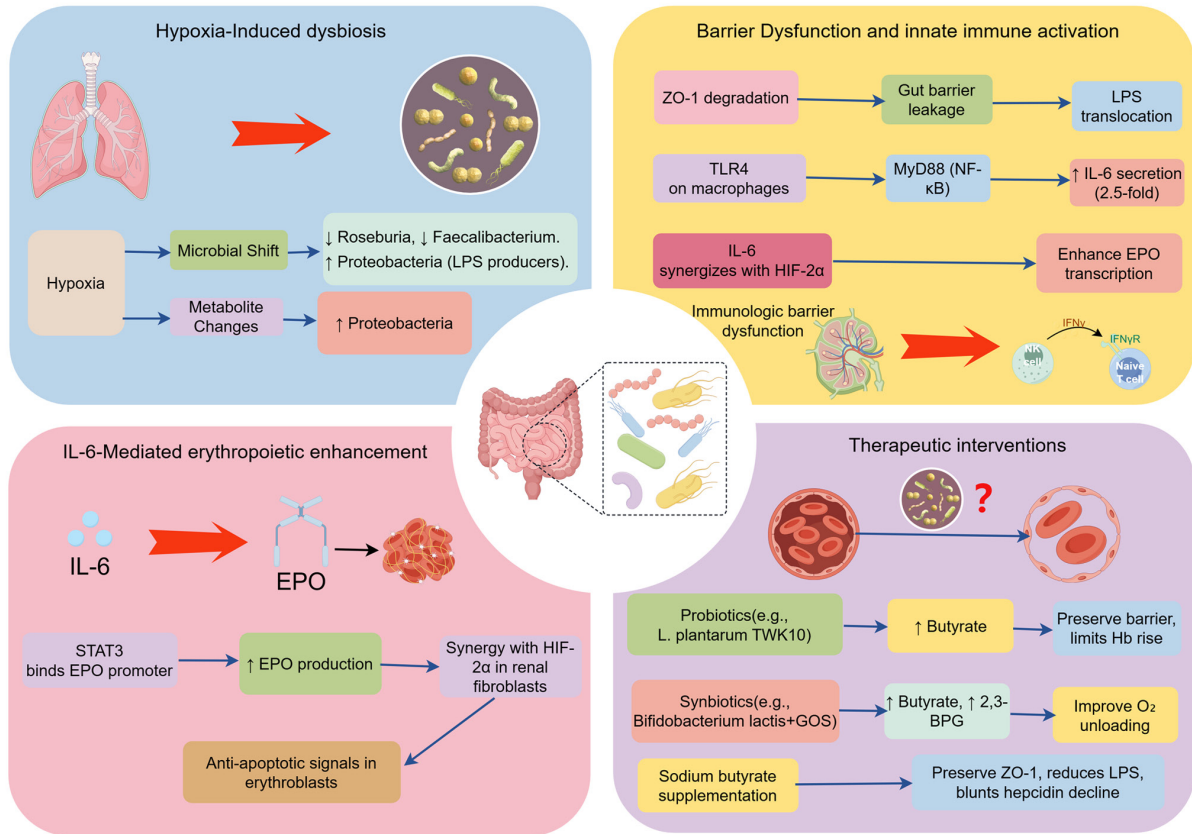 Hypoxia-Induced dysbiosis
Hypoxia
Microbial Shift
↓ Roseburia, ↓ Faecalibacterium.
↑ Proteobacteria (LPS producers).
Metabolite
Changes
↑ Proteobacteria
Barrier Dysfunction and innate immune activation
ZO-1 degradation
Gut barrier
leakage
LPS
translocation
TLR4
on macrophages
MyD88 (NF-
κB)
↑ IL-6 secretion
(2.5-fold)
IL-6
synergizes with HIF-2α
Enhance EPO
transcription
Immunologic barrier
dysfunction
NK
cell
IFNγ
IFNγR
Naive
T cell
IL-6-Mediated erythropoietic enhancement
IL-6
EPO
STAT3
binds EPO promoter
↑ EPO production
Synergy with HIF-
2α in renal
fibroblasts
Anti-apoptotic signals in
erythroblasts
Therapeutic interventions
?
Probiotics(e.g.,
L. plantarum TWK10)
↑ Butyrate
Preserve barrier,
limits Hb rise
Synbiotics(e.g.,
Bifidobacterium lactis+GOS)
↑ Butyrate, ↑ 2,3-
BPG
Improve O₂
unloading
Sodium butyrate
supplementation
Preserve ZO-1, reduces LPS,
blunts hepcidin decline